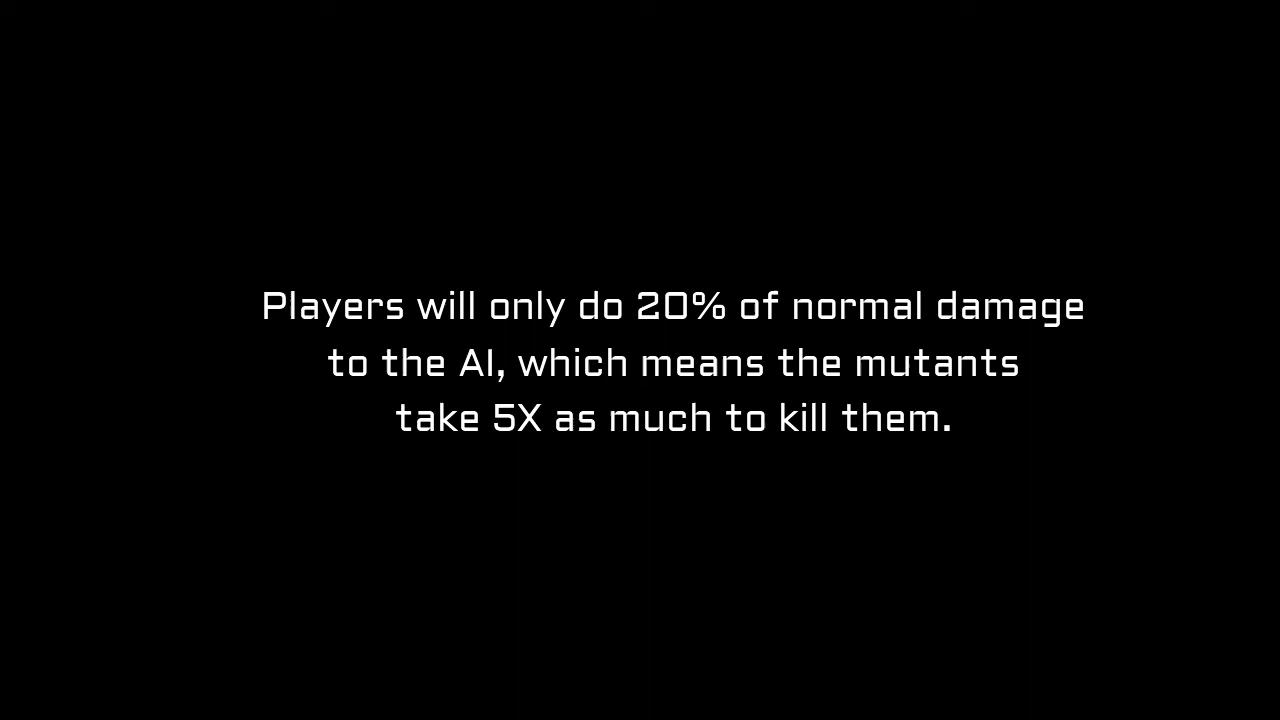 Players will only do 20% of normal damage
to the AI, which means the mutants
take 5X as much to kill them.